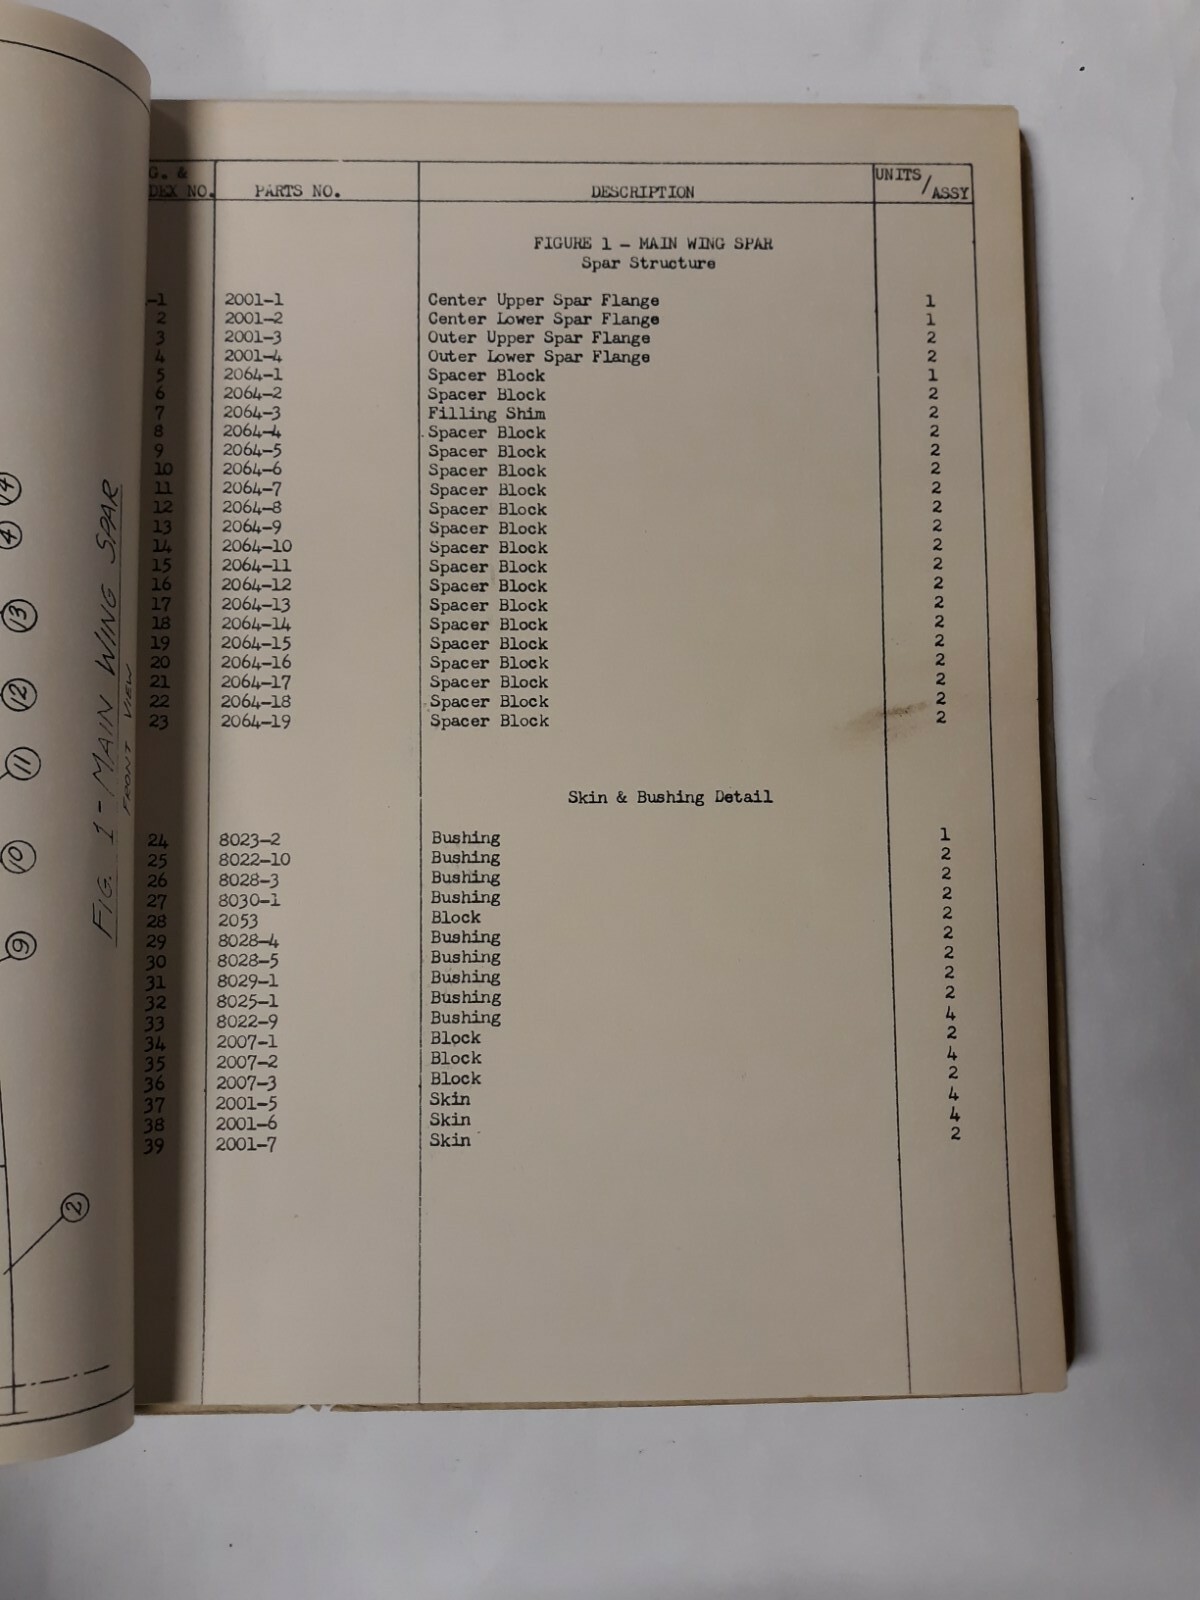 14
4
13
12
11
10
9
2
FIG. 1 - MAIN WING SPAR
FRONT VIEW
G. &
DEX NO. PARTS NO. DESCRIPTION UNITS/ASSY
FIGURE 1 - MAIN WING SPAR
Spar Structure
-1 2001-1 Center Upper Spar Flange 1
2 2001-2 Center Lower Spar Flange 1
3 2001-3 Outer Upper Spar Flange 2
4 2001-4 Outer Lower Spar Flange 2
5 2064-1 Spacer Block 1
6 2064-2 Spacer Block 2
7 2064-3 Filling Shim 2
8 2064-4 Spacer Block 2
9 2064-5 Spacer Block 2
10 2064-6 Spacer Block 2
11 2064-7 Spacer Block 2
12 2064-8 Spacer Block 2
13 2064-9 Spacer Block 2
14 2064-10 Spacer Block 2
15 2064-11 Spacer Block 2
16 2064-12 Spacer Block 2
17 2064-13 Spacer Block 2
18 2064-14 Spacer Block 2
19 2064-15 Spacer Block 2
20 2064-16 Spacer Block 2
21 2064-17 Spacer Block 2
22 2064-18 Spacer Block 2
23 2064-19 Spacer Block 2
Skin & Bushing Detail
24 8023-2 Bushing 1
25 8022-10 Bushing 2
26 8028-3 Bushing 2
27 8030-1 Bushing 2
28 2053 Block 2
29 8028-4 Bushing 2
30 8028-5 Bushing 2
31 8029-1 Bushing 2
32 8025-1 Bushing 2
33 8022-9 Bushing 4
34 2007-1 Block 2
35 2007-2 Block 4
36 2007-3 Block 2
37 2001-5 Skin 4
38 2001-6 Skin 4
39 2001-7 Skin 2